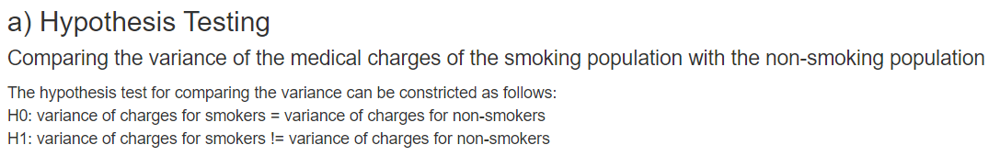 a) Hypothesis Testing
Comparing the variance of the medical charges of the smoking population with the non-smoking population
The hypothesis test for comparing the variance can be constricted as follows:
H0: variance of charges for smokers = variance of charges for non-smokers
H1: variance of charges for smokers != variance of charges for non-smokers